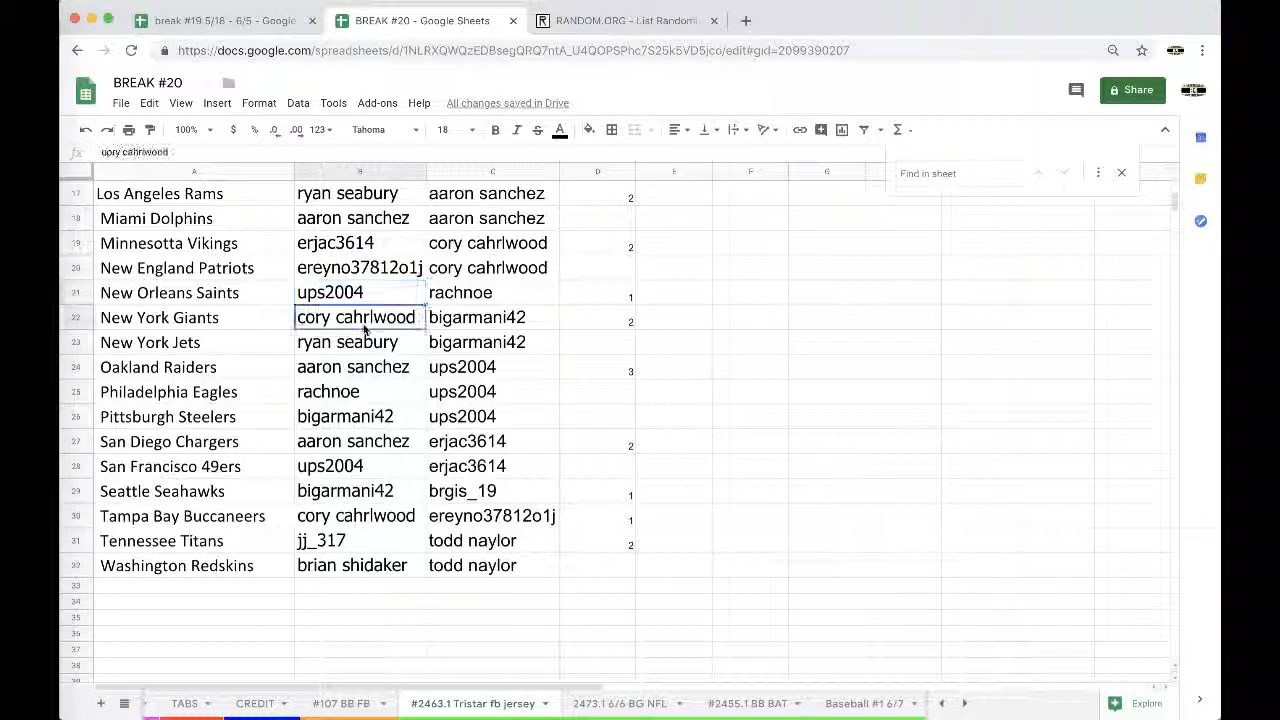 break #19 5/18 - 6/5 - Google
BREAK #20 - Google Sheets
RANDOM.ORG - List Randomi
https://docs.google.com/spreadsheets/d/1NLRXQWQzEDBsegQRQ7ntA_U4QOPSPhc7S25k5VD5jco/edit#gid=2095390207
BREAK #20
File Edit View Insert Format Data Tools Add-ons Help All changes saved in Drive
Share
100% $ % .0 .00 123 Tahoma 18 B I S A
fx
Find in sheet
A B C D E F G
17 Los Angeles Rams ryan seabury aaron sanchez 2
18 Miami Dolphins aaron sanchez aaron sanchez
19 Minnesotta Vikings erjac3614 cory cahrlwood 2
20 New England Patriots ereyno37812o1j cory cahrlwood
21 New Orleans Saints ups2004 rachnoe 1
22 New York Giants cory cahrlwood bigarmani42 2
23 New York Jets ryan seabury bigarmani42
24 Oakland Raiders aaron sanchez ups2004 3
25 Philadelphia Eagles rachnoe ups2004
26 Pittsburgh Steelers bigarmani42 ups2004
27 San Diego Chargers aaron sanchez erjac3614 2
28 San Francisco 49ers ups2004 erjac3614
29 Seattle Seahawks bigarmani42 brgis_19 1
30 Tampa Bay Buccaneers cory cahrlwood ereyno37812o1j 1
31 Tennessee Titans jj_317 todd naylor 2
32 Washington Redskins brian shidaker todd naylor
33
34
35
36
37
38
39
TABS CREDIT #107 BB FB 2463.1 Tristar fb jersey 2473.1 6/6 BG NFL #2455.1 BB BAT Baseball #1 6/7 Explore